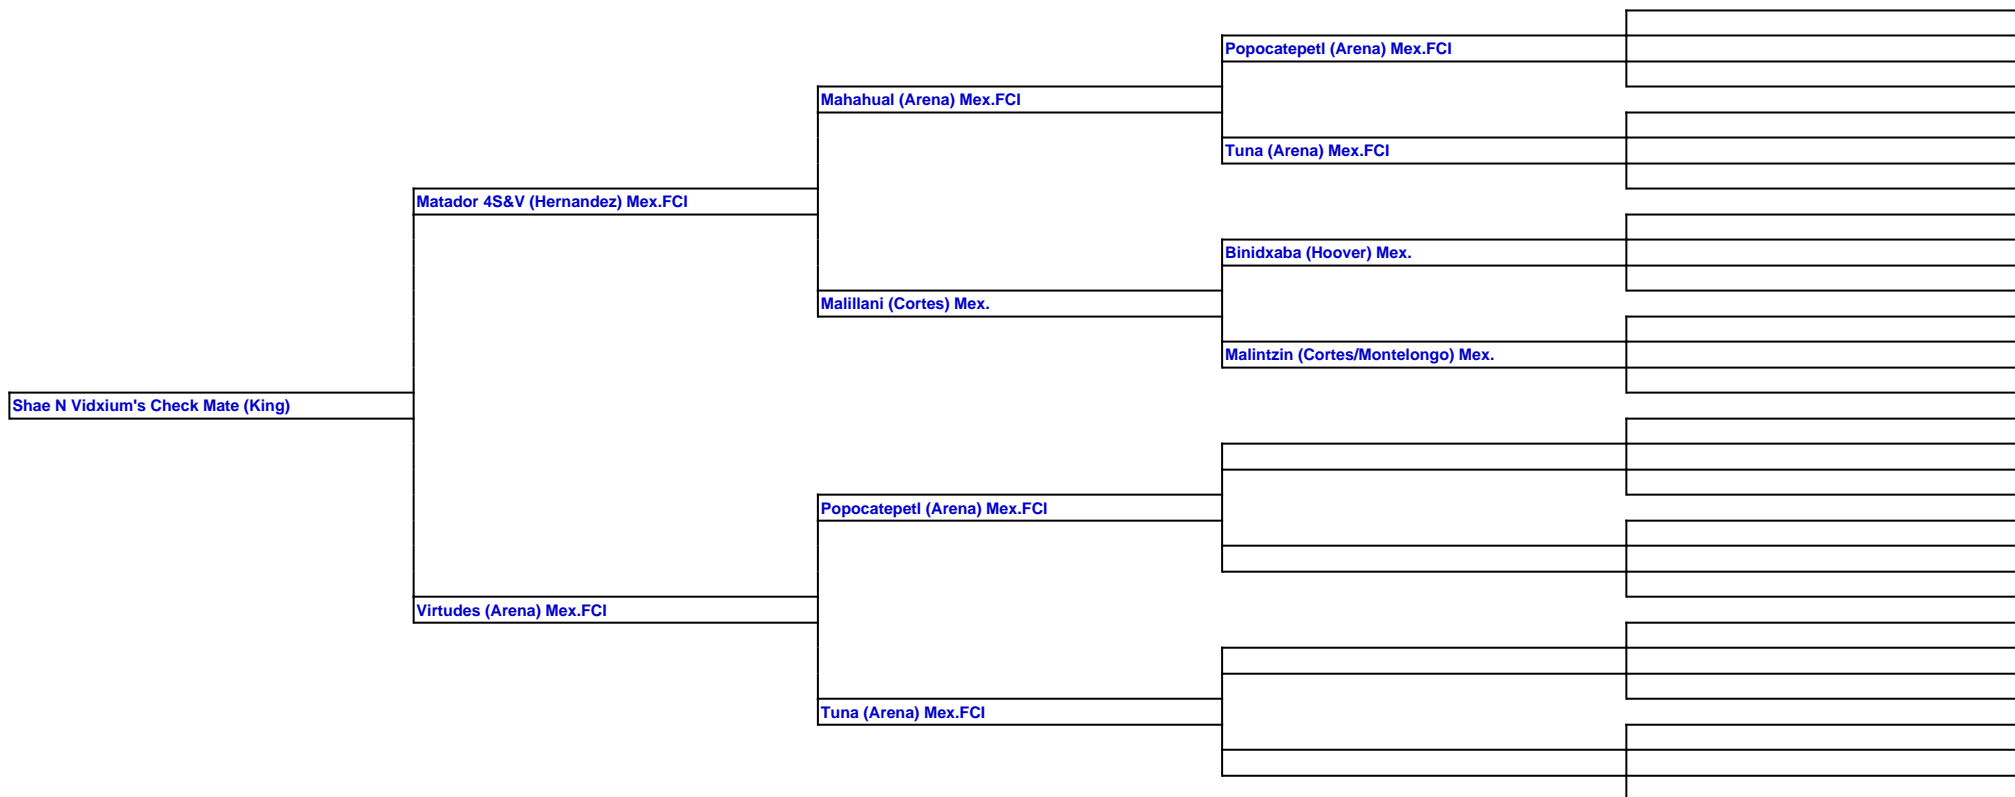 Popocatepetl (Arena) Mex.FCI
Mahahual (Arena) Mex.FCI
Tuna (Arena) Mex.FCI
Matador 4S&V (Hernandez) Mex.FCI
Binidxaba (Hoover) Mex.
Malillani (Cortes) Mex.
Malintzin (Cortes/Montelongo) Mex.
Shae N Vidxium's Check Mate (King)
Popocatepetl (Arena) Mex.FCI
Virtudes (Arena) Mex.FCI
Tuna (Arena) Mex.FCI